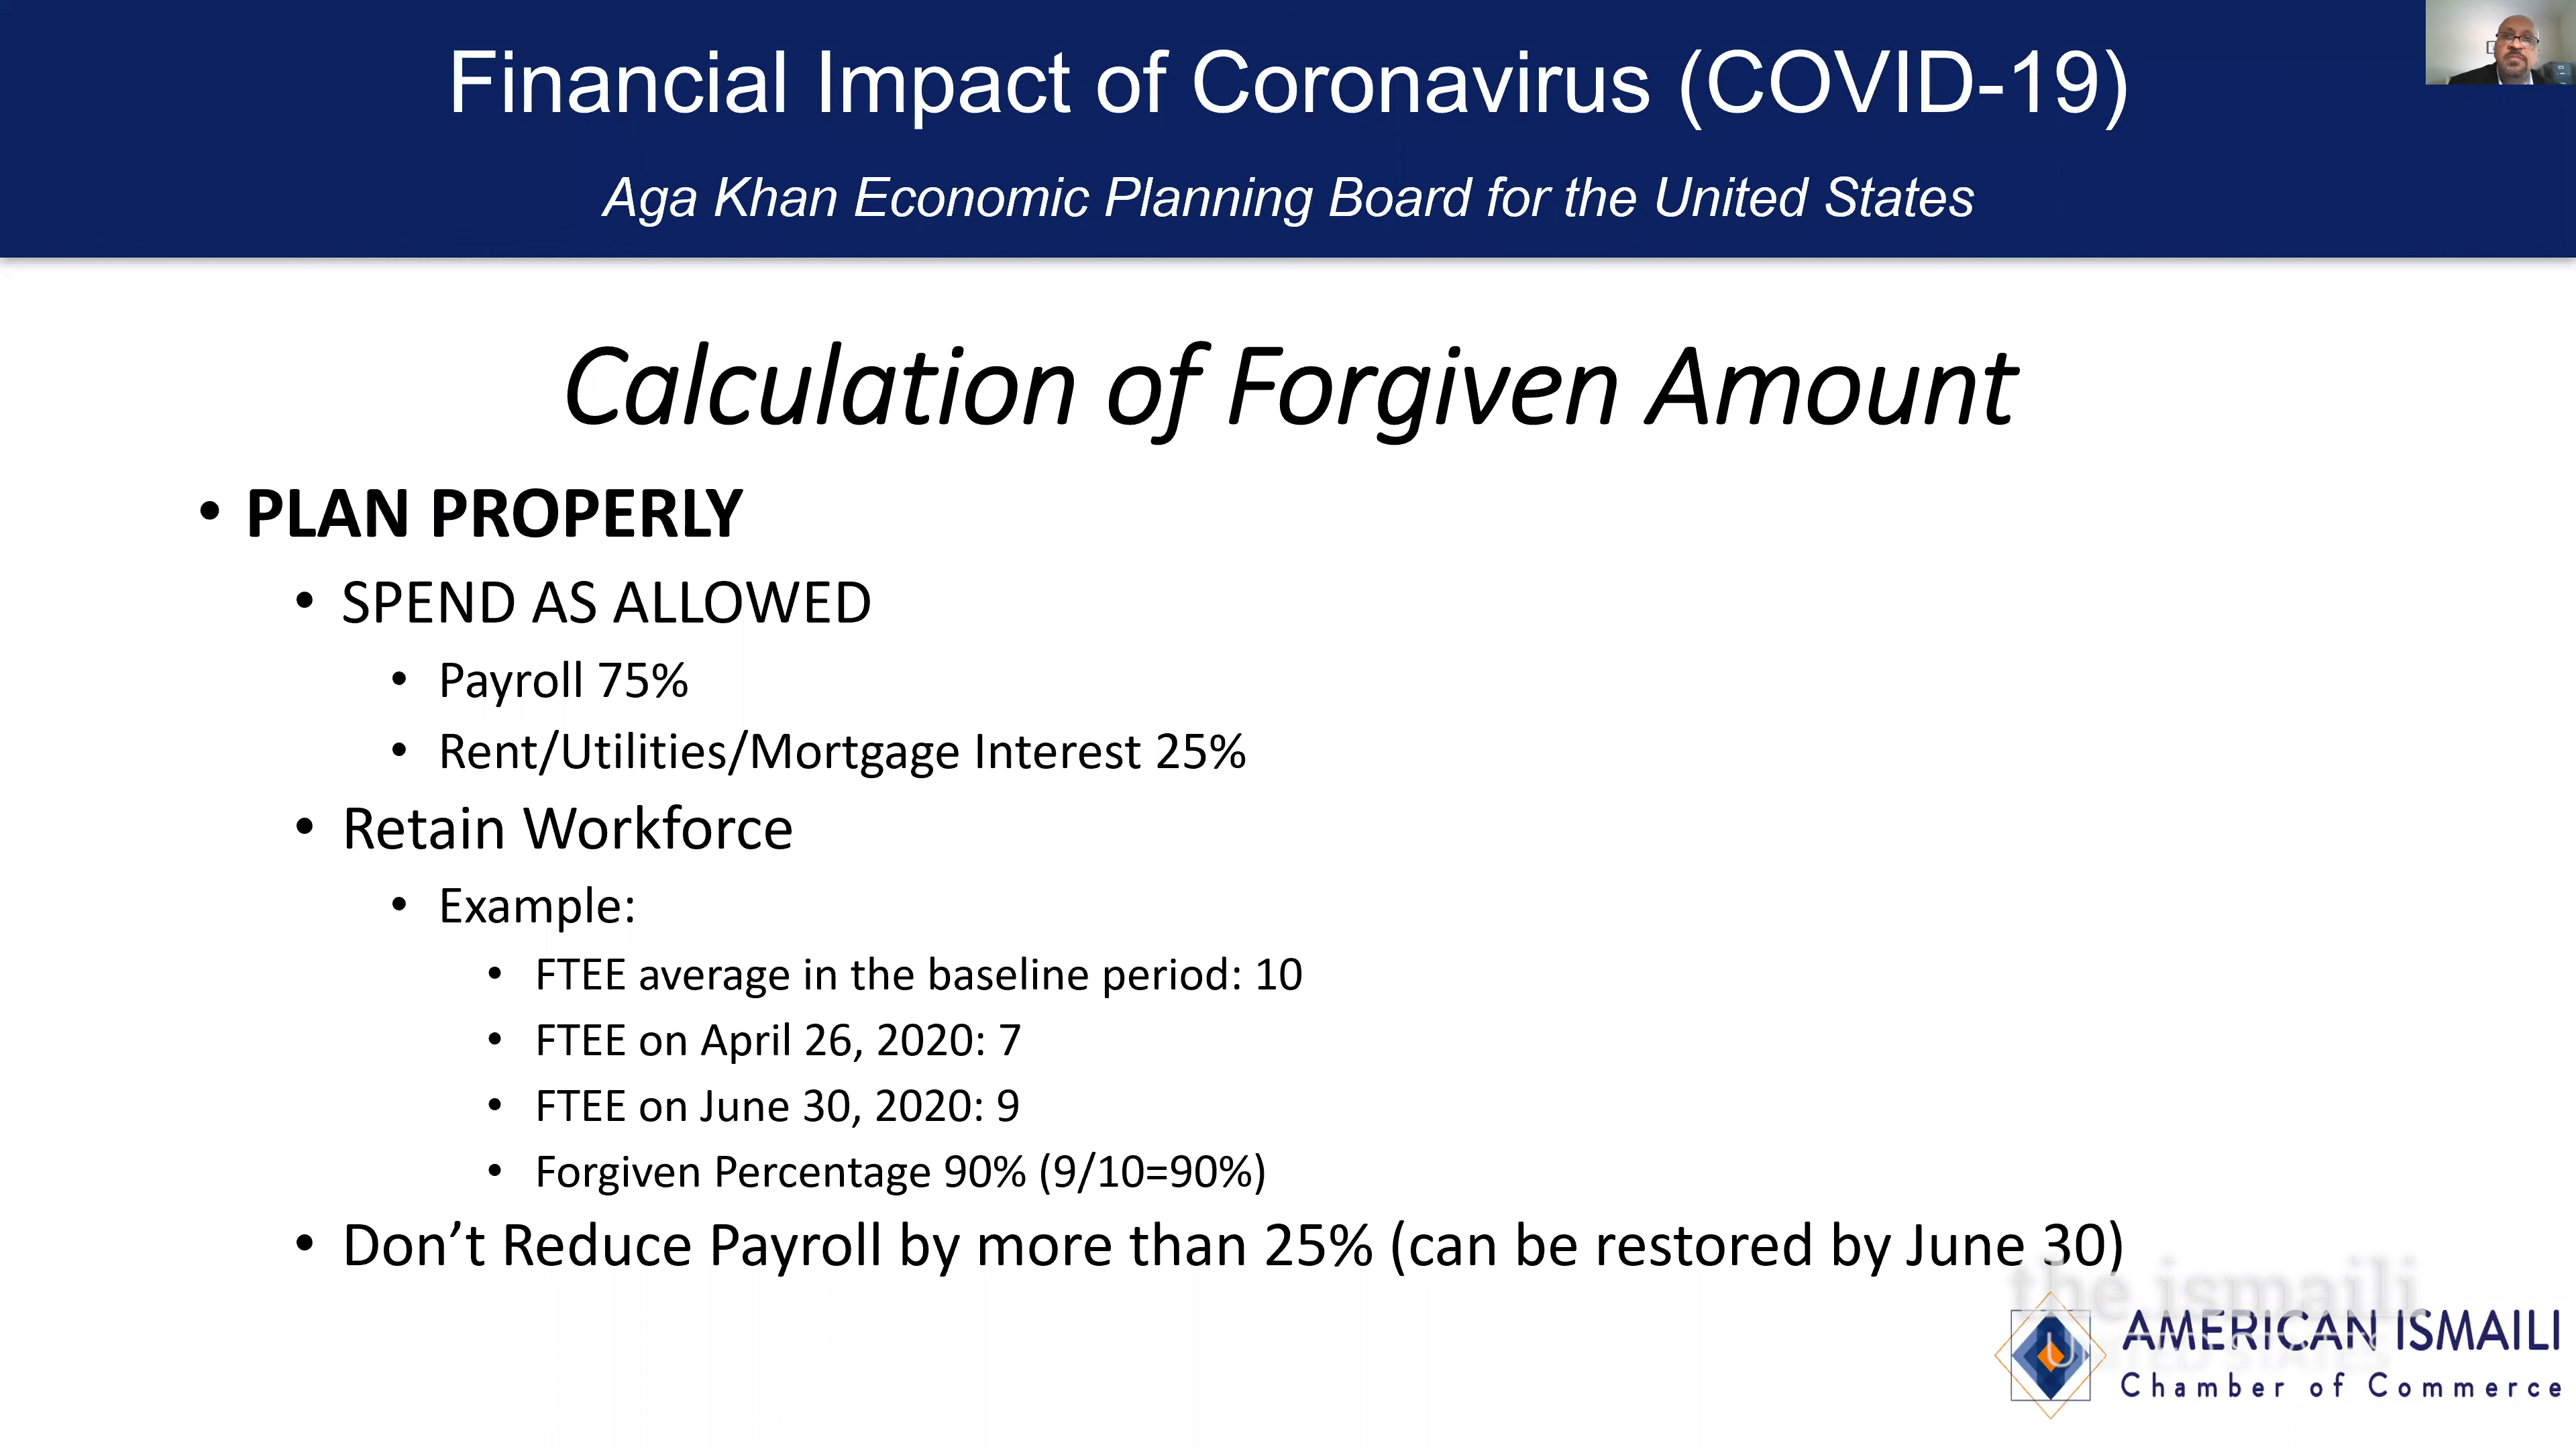 Financial Impact of Coronavirus (COVID-19)
Aga Khan Economic Planning Board for the United States
Calculation of Forgiven Amount
• PLAN PROPERLY
• SPEND AS ALLOWED
• Payroll 75%
• Rent/Utilities/Mortgage Interest 25%
• Retain Workforce
• Example:
• FTEE average in the baseline period: 10
• FTEE on April 26, 2020: 7
• FTEE on June 30, 2020: 9
• Forgiven Percentage 90% (9/10=90%)
• Don’t Reduce Payroll by more than 25% (can be restored by June 30)
the.ismaili
AMERICAN ISMAILI
Chamber of Commerce